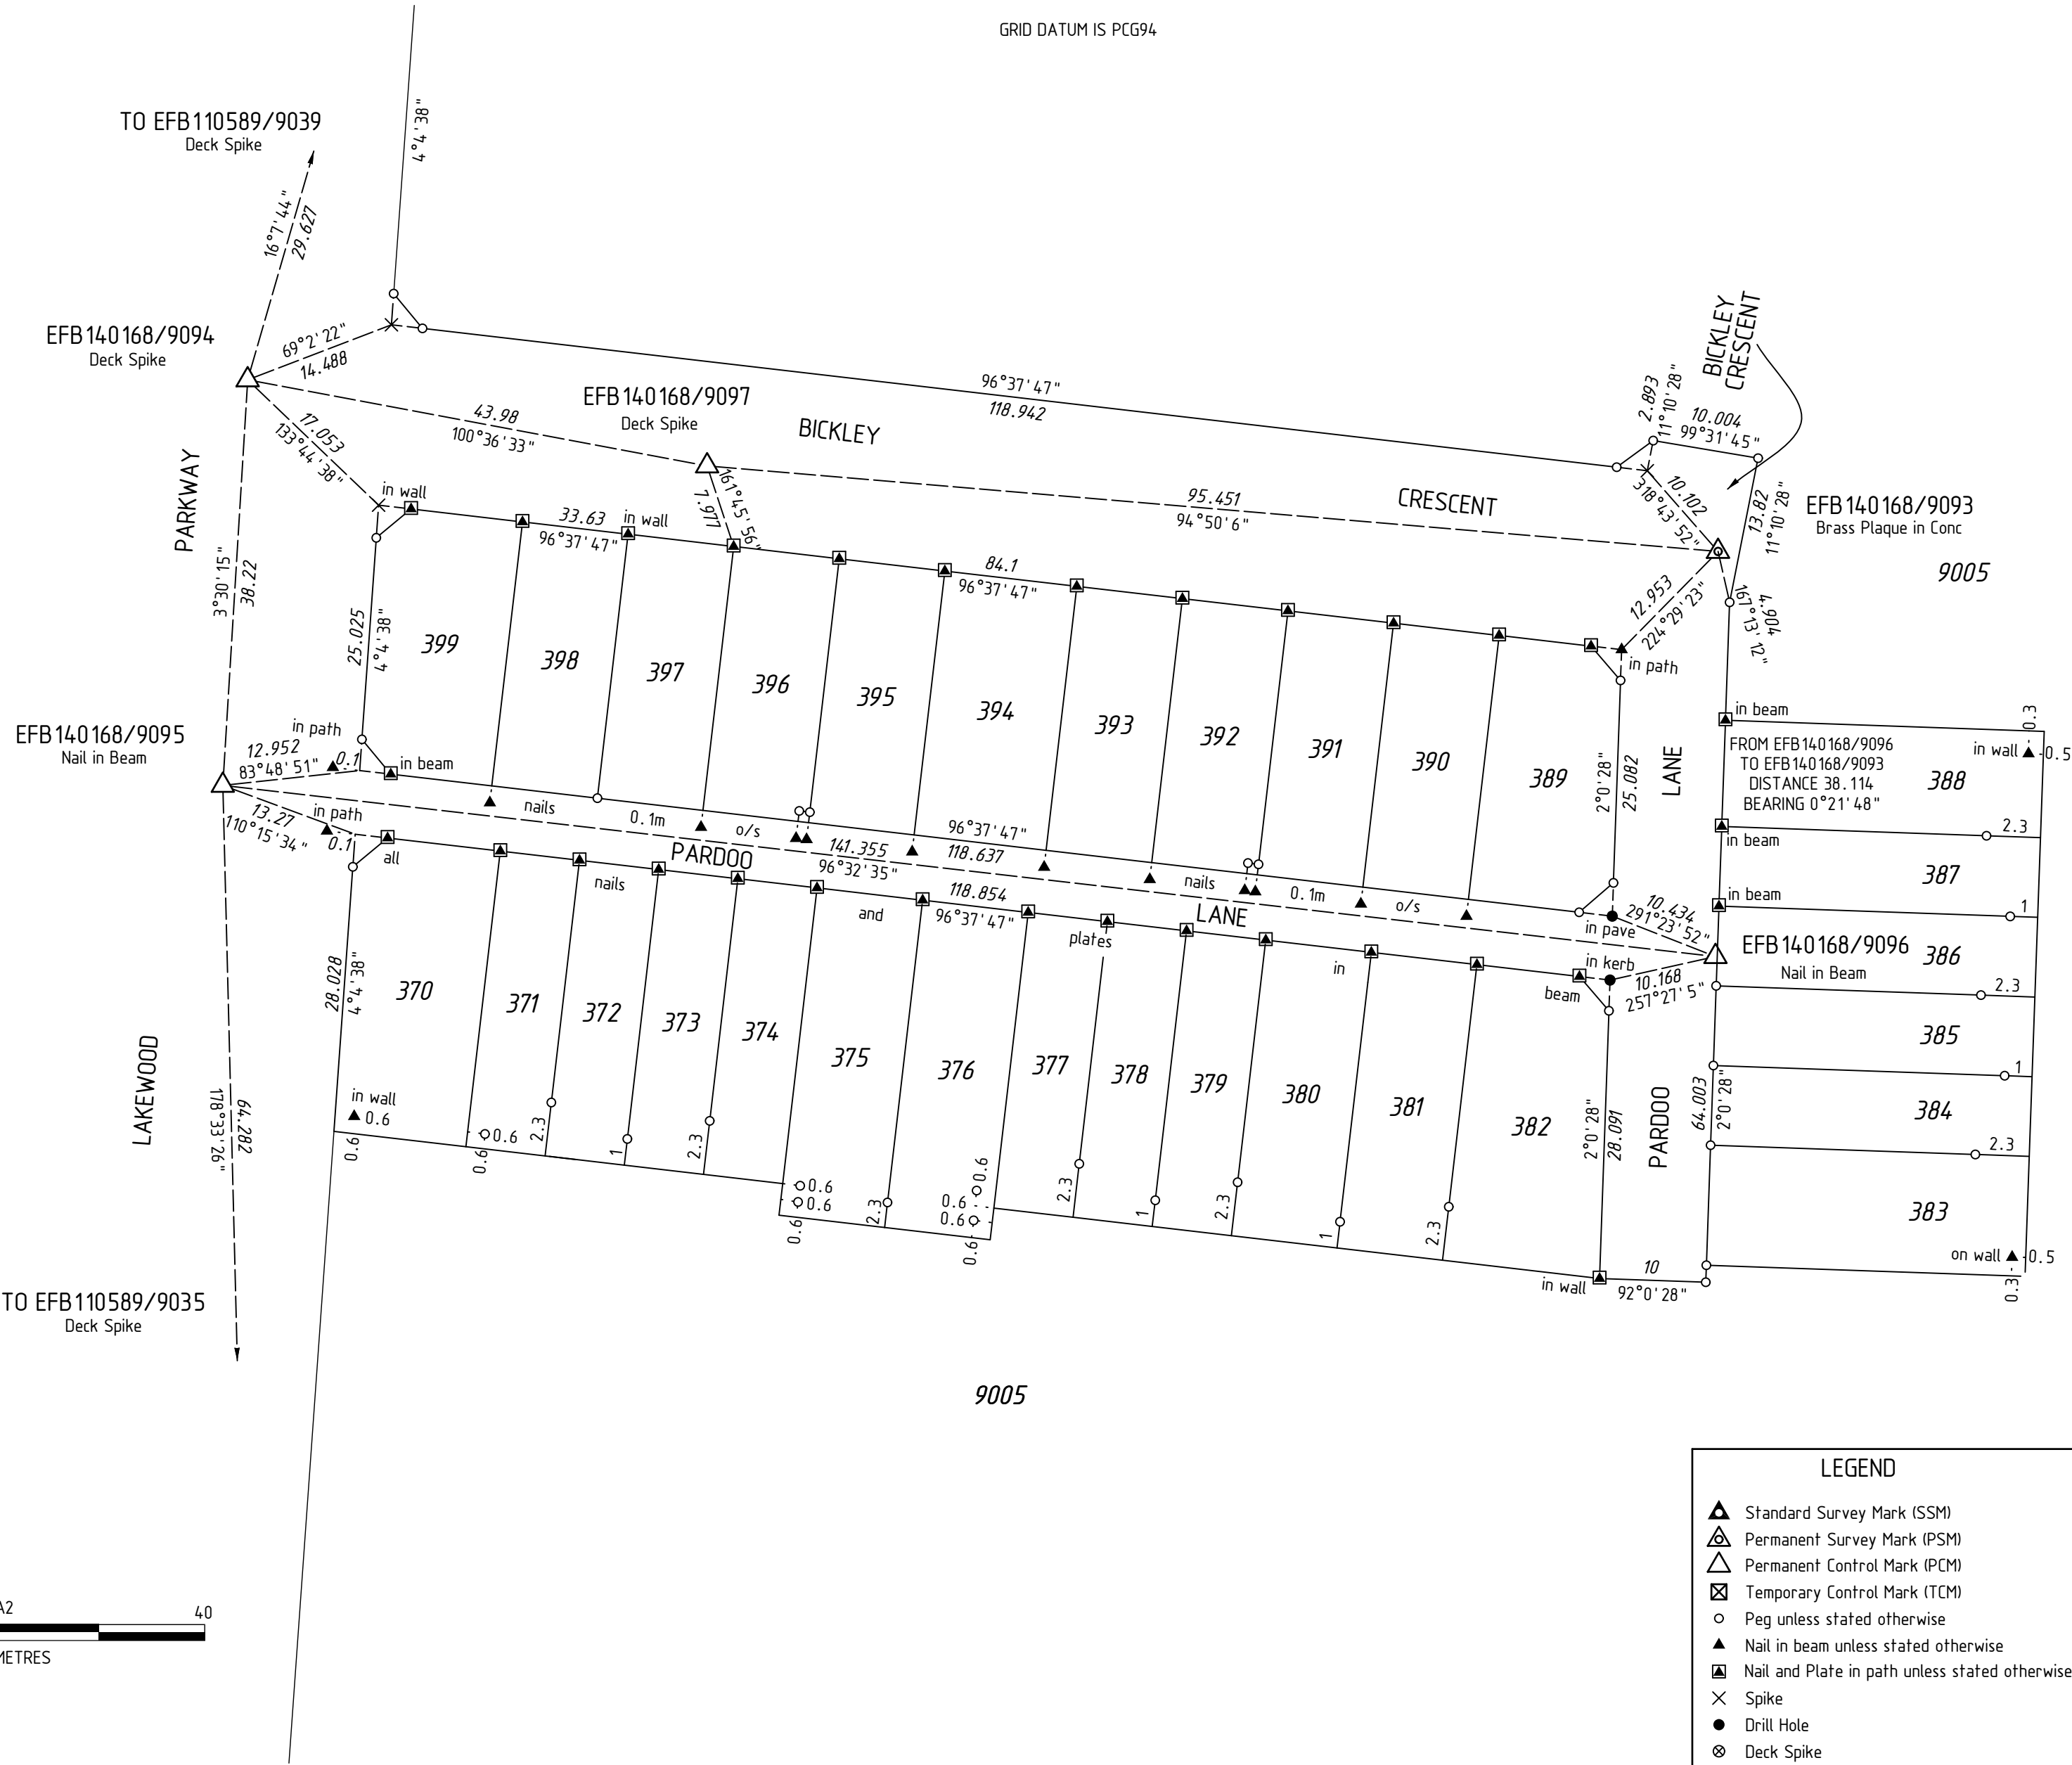 GRID DATUM IS PCG94
4°4'38"
TO EFB110589/9039
Deck Spike
16°7'44"
29.627
EFB140168/9094
Deck Spike
69°2'22"
14.488
BICKLEY
CRESCENT
96°37'47"
118.942
2.893
11°10'28"
10.004
99°31'45"
EFB140168/9097
Deck Spike
43.98
100°36'33"
BICKLEY
17.053
133°44'38"
PARKWAY
in wall
33.63
in wall
96°37'47"
7.977
161°45'56"
95.451
94°50'6"
CRESCENT
10.102
318°43'52"
13.82
11°10'28"
EFB140168/9093
Brass Plaque in Conc
9005
3°30'15"
38.22
84.1
96°37'47"
12.953
224°29'23"
4.904
167°13'12"
25.025
4°4'38"
399
398
397
396
395
394
393
392
391
390
389
in path
2°0'28"
25.082
LANE
in beam
0.3
FROM EFB140168/9096
TO EFB140168/9093
DISTANCE 38.114
BEARING 0°21'48"
in wall
0.5
388
EFB140168/9095
Nail in Beam
in path
12.952
0.1
83°48'51"
in beam
13.27
in path
110°15'34"
0.1
all
nails
0.1m
o/s
96°37'47"
141.355
118.637
96°32'35"
PARDOO
nails
0.1m
o/s
in beam
2.3
387
in beam
1
nails
118.854
and
96°37'47"
LANE
plates
in
beam
in pave
10.434
291°23'52"
in kerb
10.168
257°27'5"
EFB140168/9096
Nail in Beam
386
2.3
28.028
4°4'38"
370
371
372
373
374
375
376
377
378
379
380
381
382
385
1
384
2.3
383
LAKEWOOD
178°33'26"
64.282
in wall
0.6
0.6
0.6
0.6
2.3
1
2.3
0.6
0.6
0.6
2.3
0.6
0.6
0.6
0.6
2.3
1
2.3
1
2.3
2°0'28"
28.091
PARDOO
64.003
2°0'28"
on wall
0.5
0.3
in wall
10
92°0'28"
TO EFB110589/9035
Deck Spike
9005
A2
40
METRES
LEGEND
Standard Survey Mark (SSM)
Permanent Survey Mark (PSM)
Permanent Control Mark (PCM)
Temporary Control Mark (TCM)
Peg unless stated otherwise
Nail in beam unless stated otherwise
Nail and Plate in path unless stated otherwise
Spike
Drill Hole
Deck Spike